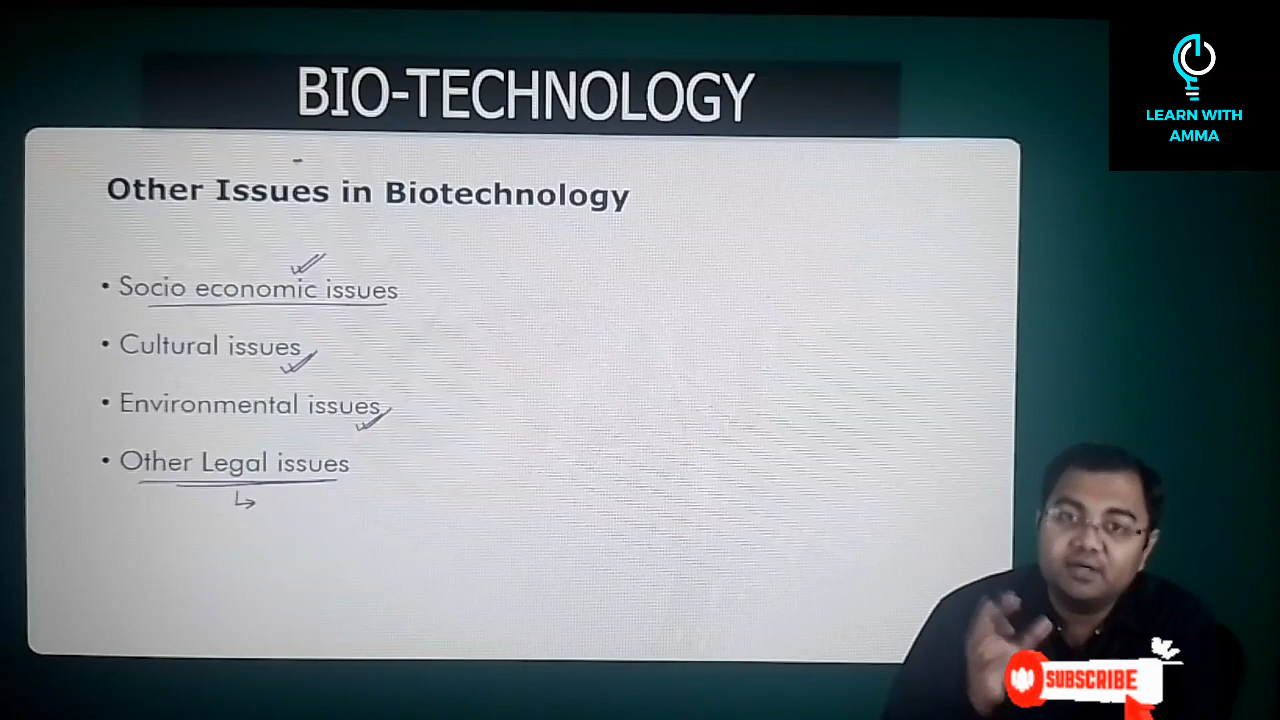 BIO-TECHNOLOGY
LEARN WITH
AMMA
Other Issues in Biotechnology
• Socio economic issues
• Cultural issues
• Environmental issues
• Other Legal issues
SUBSCRIBE